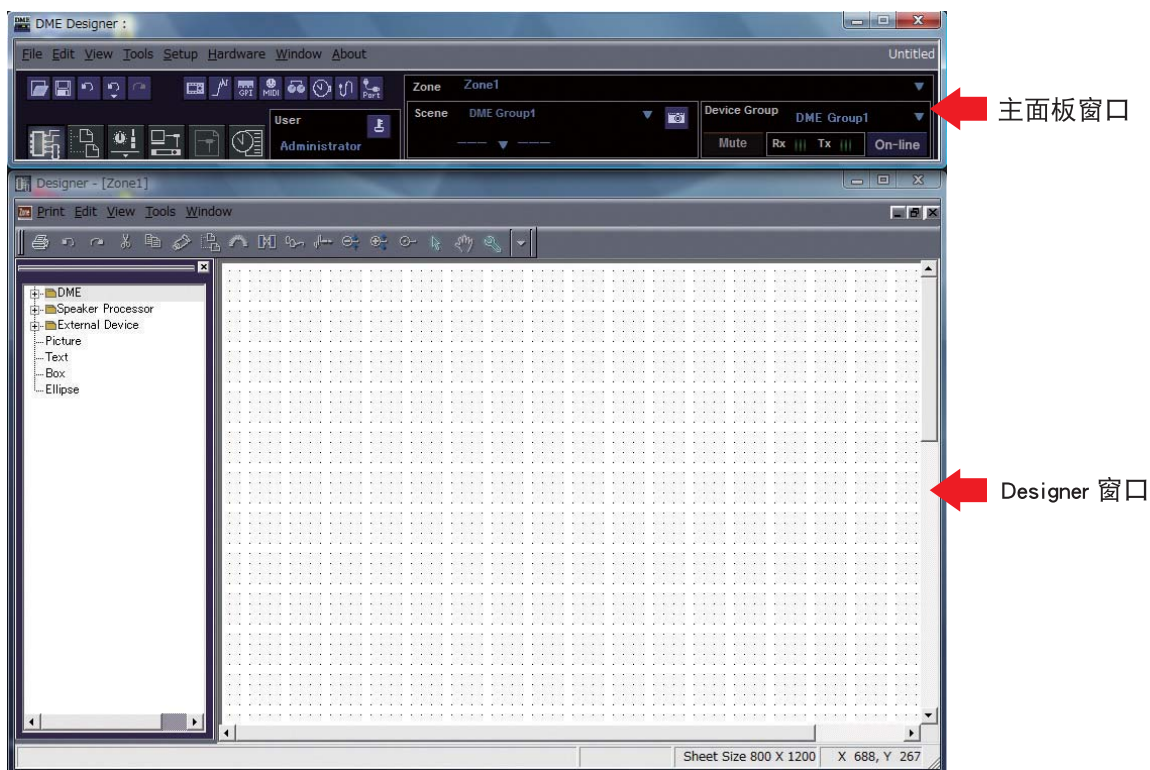 DME Designer :
File Edit View Tools Setup Hardware Window About Untitled
GPI MIDI Part
Zone Zone1
User
Administrator
Scene DME Group1
--- ---
Device Group DME Group1
Mute Rx Tx On-line
主面板窗口
Designer - [Zone1]
Print Edit View Tools Window
DME
Speaker Processor
External Device
Picture
Text
Box
Ellipse
Designer 窗口
Sheet Size 800 X 1200 X 688, Y 267